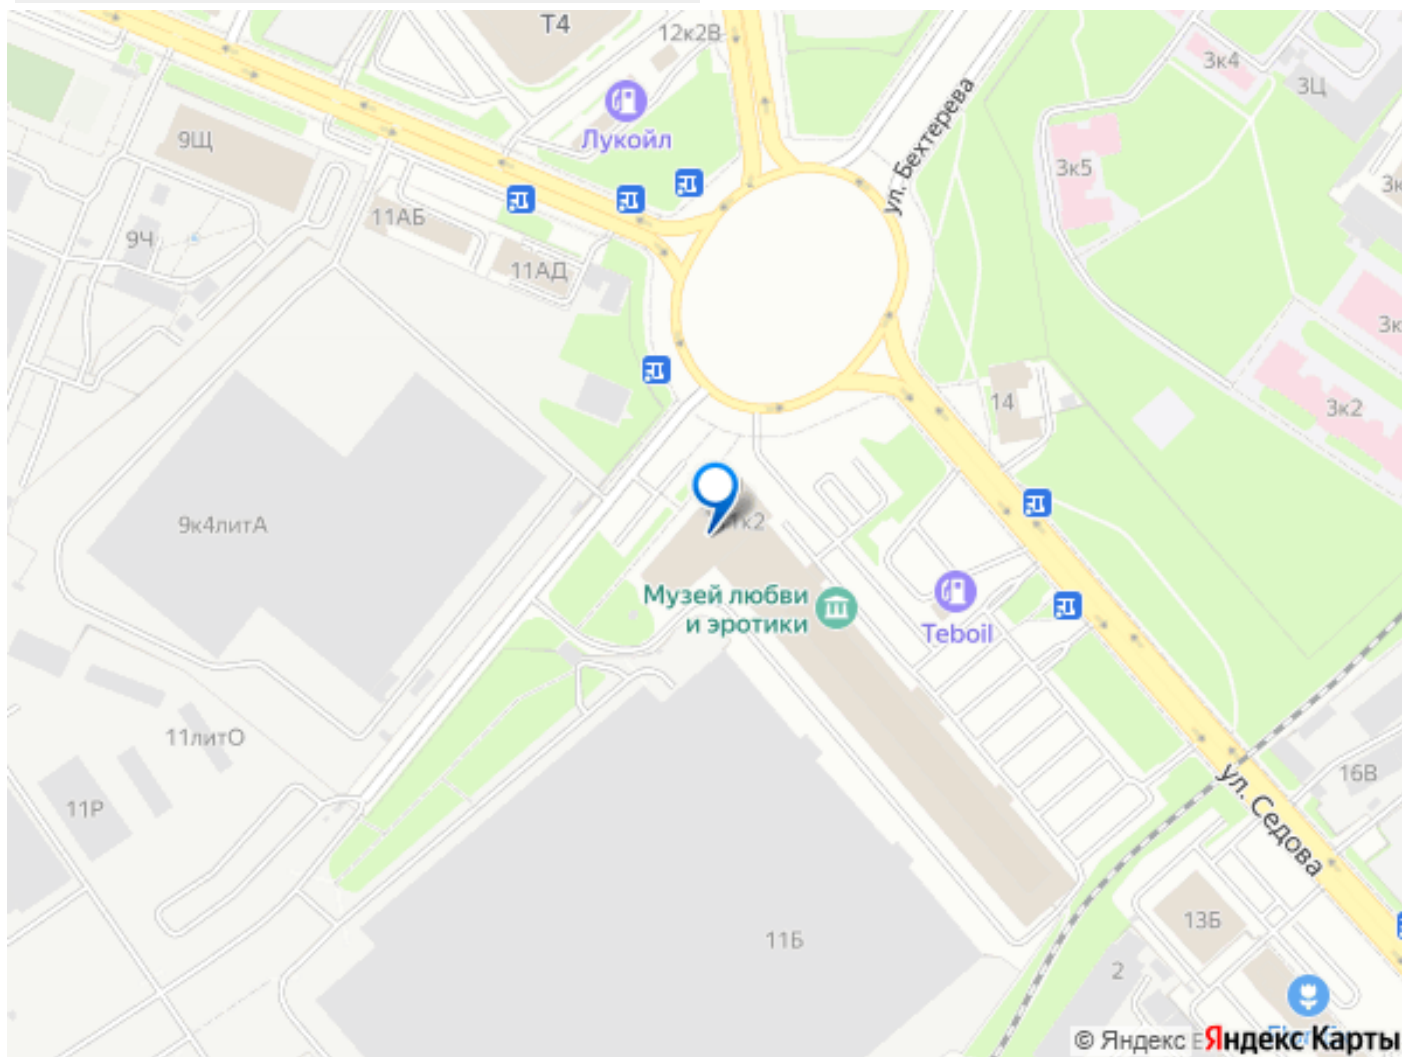 Т4
12к2В
3к4
3Ц
Лукойл
ул. Бехтерева
9Щ
3к5
11АБ
9Ч
11АД
3к
14
3к2
9к4литА
Музей любви
и эротики
Teboil
11литО
11Р
16В
ул. Седова
11Б
13Б
2
© Яндекс
Яндекс Карты